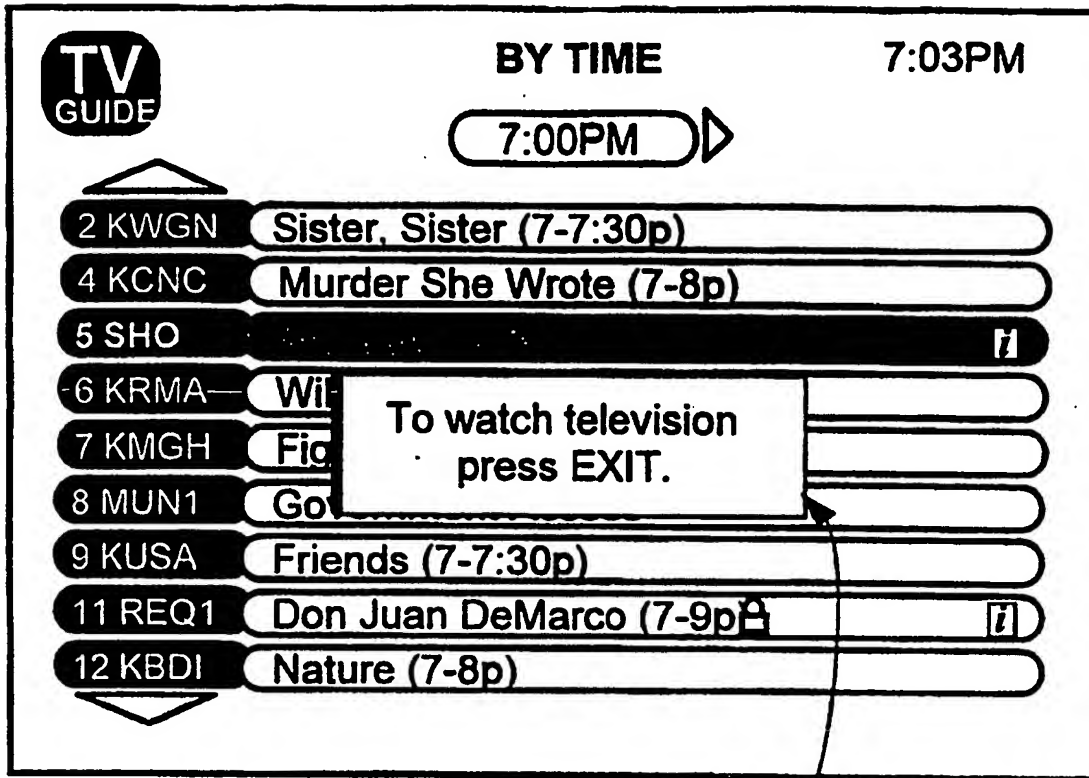 TV
GUIDE
BY TIME
7:03PM
7:00PM
2 KWGN Sister, Sister (7-7:30p)
4 KCNC Murder She Wrote (7-8p)
5 SHO i
6 KRMA
7 KMGH
To watch television
press EXIT.
8 MUN1
9 KUSA Friends (7-7:30p)
11 REQ1 Don Juan DeMarco (7-9p i
12 KBDI Nature (7-8p)